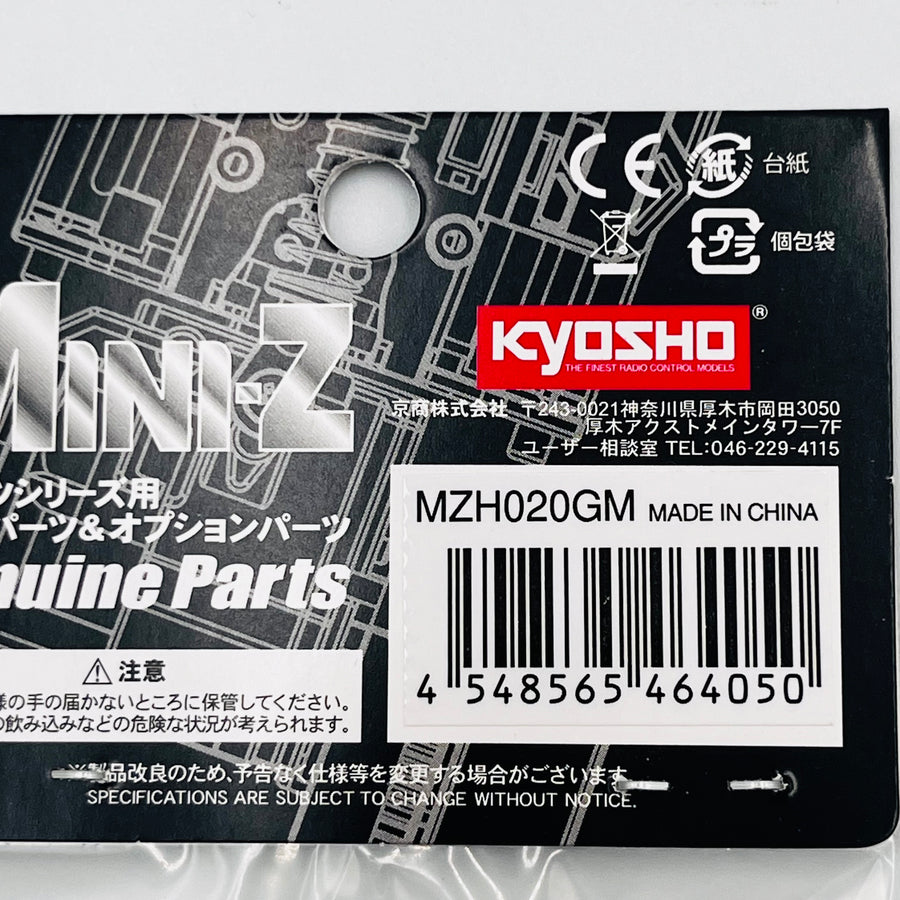 CE 紙 台紙
プラ 個包袋
MINI-Z
KYOSHO ®
THE FINEST RADIO CONTROL MODELS
京商株式会社 〒243-0021神奈川県厚木市岡田3050
厚木アクストメインタワー7F
ユーザー相談室 TEL:046-229-4115
ツシリーズ用
パーツ&オプションパーツ
nuine Parts
MZH020GM MADE IN CHINA
4 548565 464050
注意
様の手の届かないところに保管してください。
の飲み込みなどの危険な状況が考えられます。
※製品改良のため、予告なく仕様等を変更する場合がございます。
SPECIFICATIONS ARE SUBJECT TO CHANGE WITHOUT NOTICE.